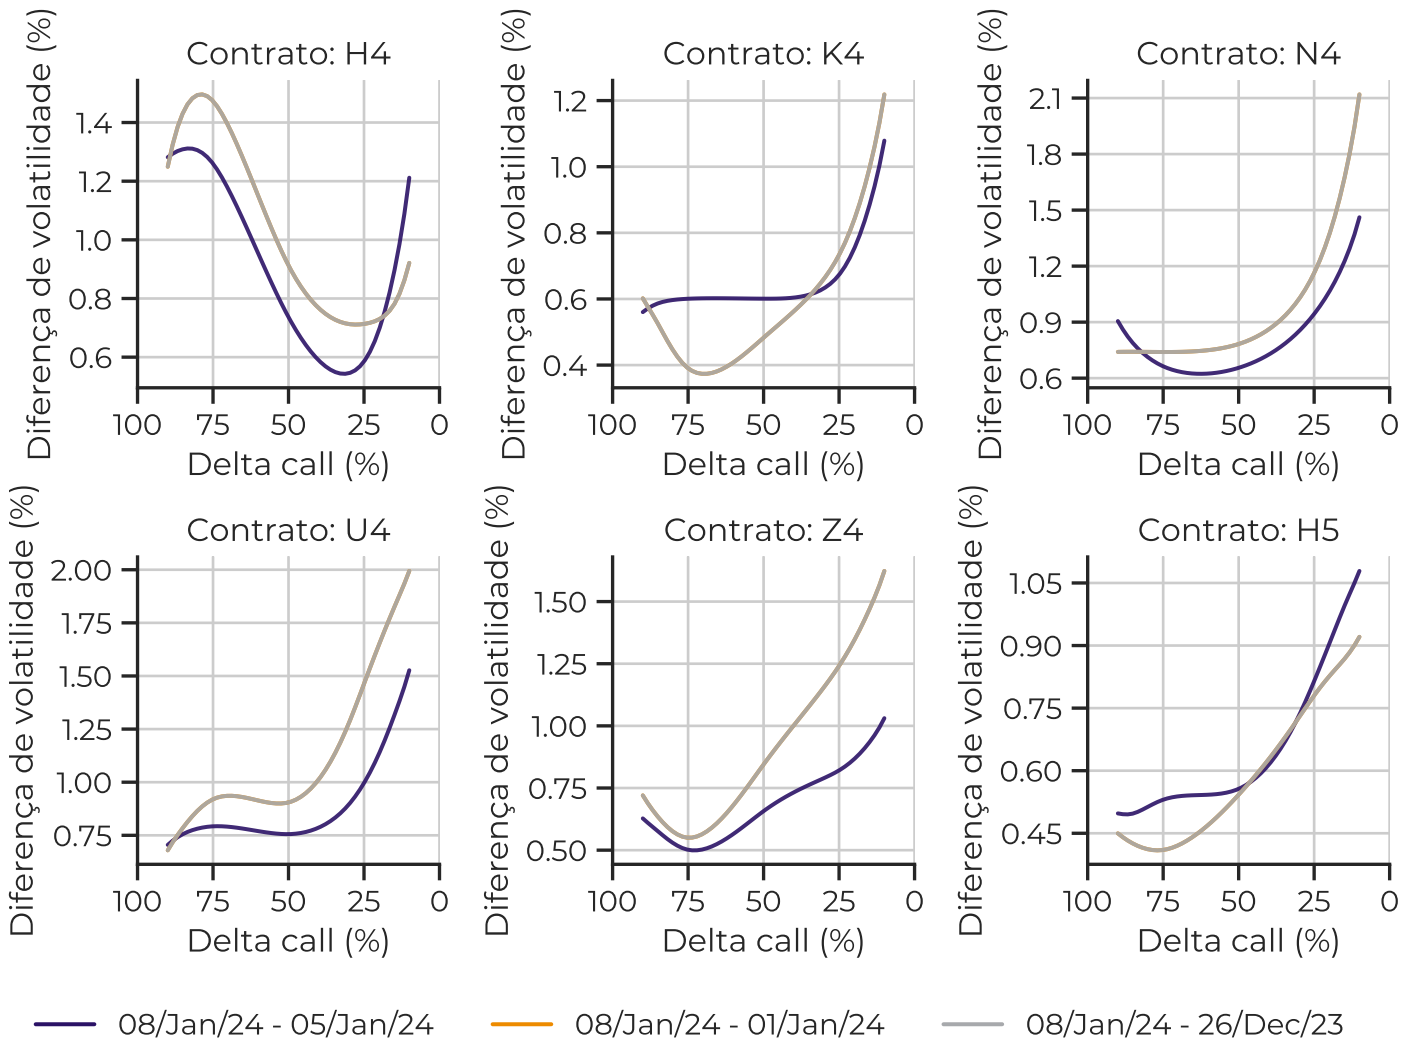 Contrato: H4
Diferença de volatilidade (%)
1.4
1.2
1.0
0.8
0.6
100 75 50 25 0
Delta call (%)
Contrato: K4
Diferença de volatilidade (%)
1.2
1.0
0.8
0.6
0.4
100 75 50 25 0
Delta call (%)
Contrato: N4
Diferença de volatilidade (%)
2.1
1.8
1.5
1.2
0.9
0.6
100 75 50 25 0
Delta call (%)
Contrato: U4
Diferença de volatilidade (%)
2.00
1.75
1.50
1.25
1.00
0.75
100 75 50 25 0
Delta call (%)
Contrato: Z4
Diferença de volatilidade (%)
1.50
1.25
1.00
0.75
0.50
100 75 50 25 0
Delta call (%)
Contrato: H5
Diferença de volatilidade (%)
1.05
0.90
0.75
0.60
0.45
100 75 50 25 0
Delta call (%)
08/Jan/24 - 05/Jan/24
08/Jan/24 - 01/Jan/24
08/Jan/24 - 26/Dec/23